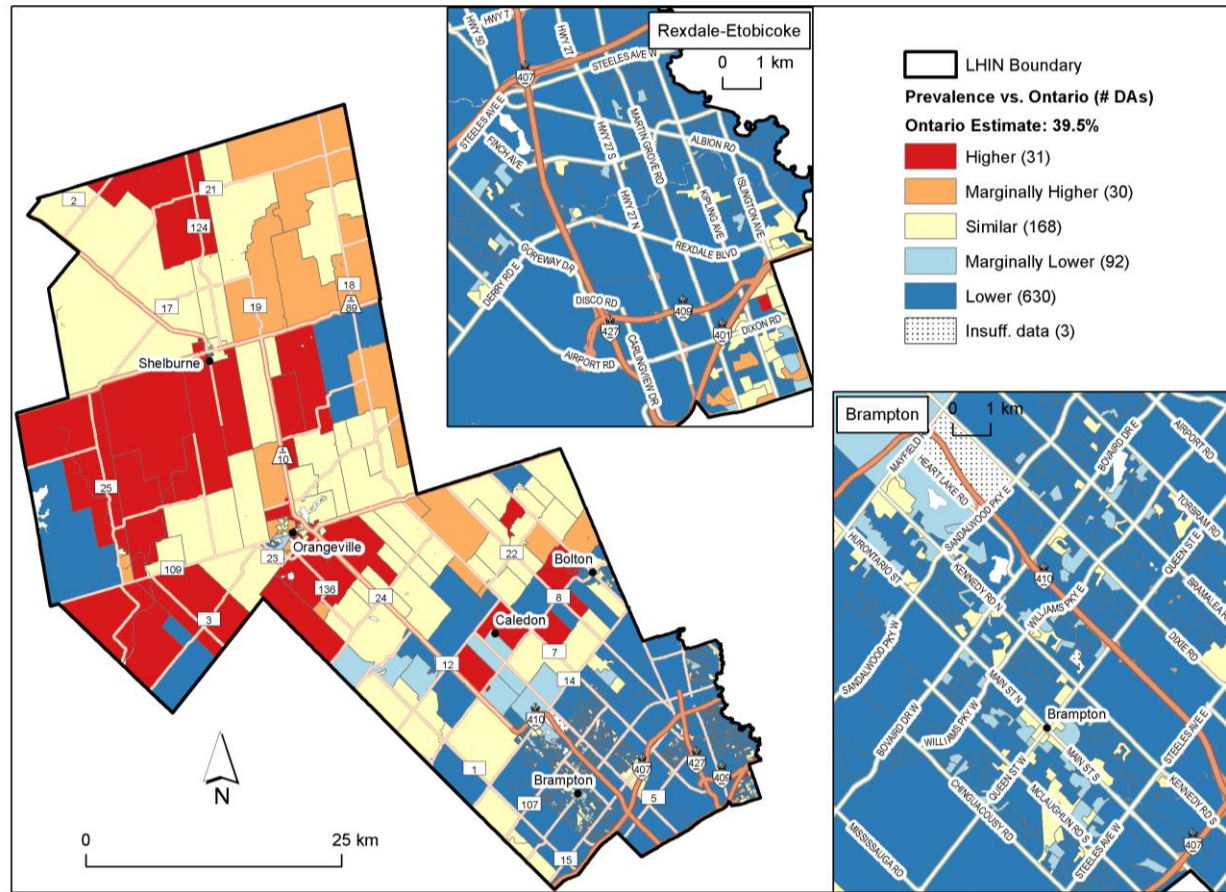 Rexdale-Etobicoke
0 1 km
HWY T
HWY 50
HWY 27
STEELES AVE W
407
STEELES AVE E
FINCH AVE
HWY 27 S
MARTIN GROVE RD
ALBION RD
KIPLING AVE
ISLINGTON AVE
HWY 27 N
REXDALE BLVD
GOREWAY DR
DERRY RD E
DISCO RD
427
409
401
DIXON RD
AIRPORT RD
CARLINGVIEW DR
LHIN Boundary
Prevalence vs. Ontario (# DAs)
Ontario Estimate: 39.5%
Higher (31)
Marginally Higher (30)
Similar (168)
Marginally Lower (92)
Lower (630)
Insuff. data (3)
2
21
124
17
19
18
89
Shelburne
10
25
Orangeville
23
109
136
3
24
22
Bolton
8
Caledon
7
12
14
410
1
Brampton
107
407
427
409
5
15
N
0 25 km
Brampton
0 1 km
MAYFIELD
HEART LAKE RD
SANDALWOOD PKY E
BOVAIRD DR E
AIRPORT RD
TORBRAM RD
QUEEN ST E
HURONTARIO ST
KENNEDY RD N
410
WILLIAMS PKY E
BRAMALEA R
DIXIE RD
SANDALWOOD PKY W
MAIN ST N
BOVAIRD DR W
WILLIAMS PKY W
Brampton
STEELES AVE E
QUEEN ST W
MAIN ST S
CHINGUACOUSY RD
MCLAUGHLIN RD S
KENNEDY RD S
STEELES AVE W
MISSISSAUGA RD
407